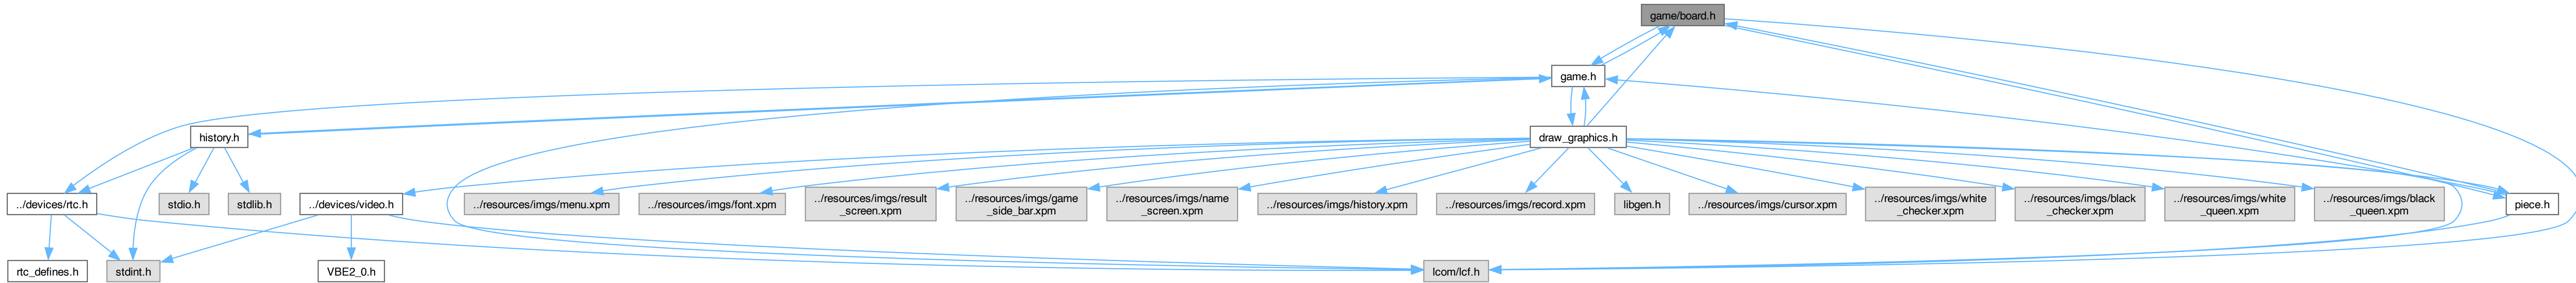 game/board.h
game.h
history.h
draw_graphics.h
../devices/rtc.h
stdio.h
stdlib.h
../devices/video.h
../resources/imgs/menu.xpm
../resources/imgs/font.xpm
../resources/imgs/result
_screen.xpm
../resources/imgs/game
_side_bar.xpm
../resources/imgs/name
_screen.xpm
../resources/imgs/history.xpm
../resources/imgs/record.xpm
libgen.h
../resources/imgs/cursor.xpm
../resources/imgs/white
_checker.xpm
../resources/imgs/black
_checker.xpm
../resources/imgs/white
_queen.xpm
../resources/imgs/black
_queen.xpm
piece.h
rtc_defines.h
stdint.h
VBE2_0.h
lcom/lcf.h